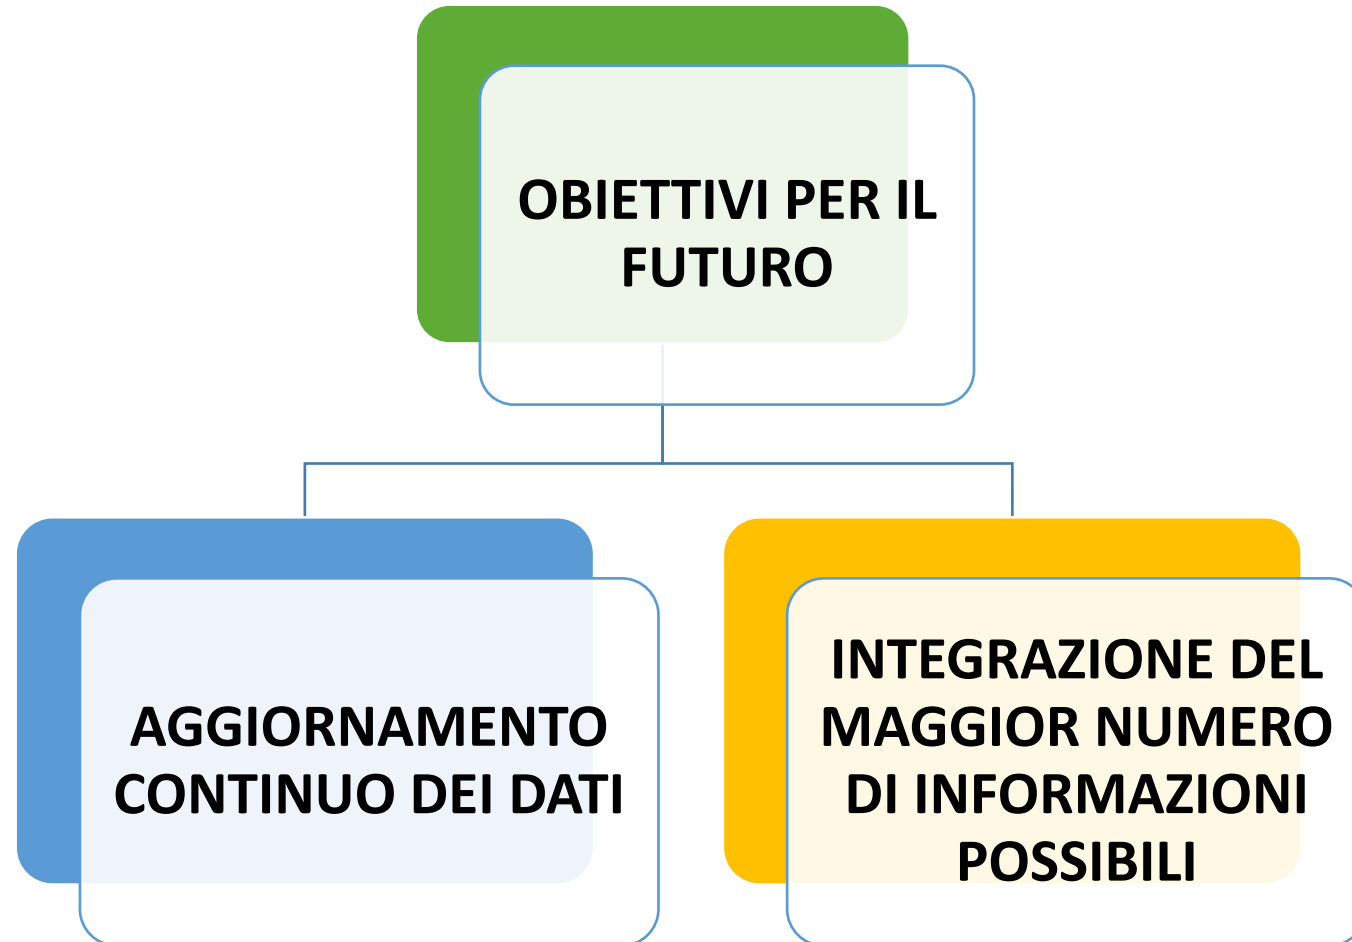 OBIETTIVI PER IL
FUTURO
AGGIORNAMENTO
CONTINUO DEI DATI
INTEGRAZIONE DEL
MAGGIOR NUMERO
DI INFORMAZIONI
POSSIBILI